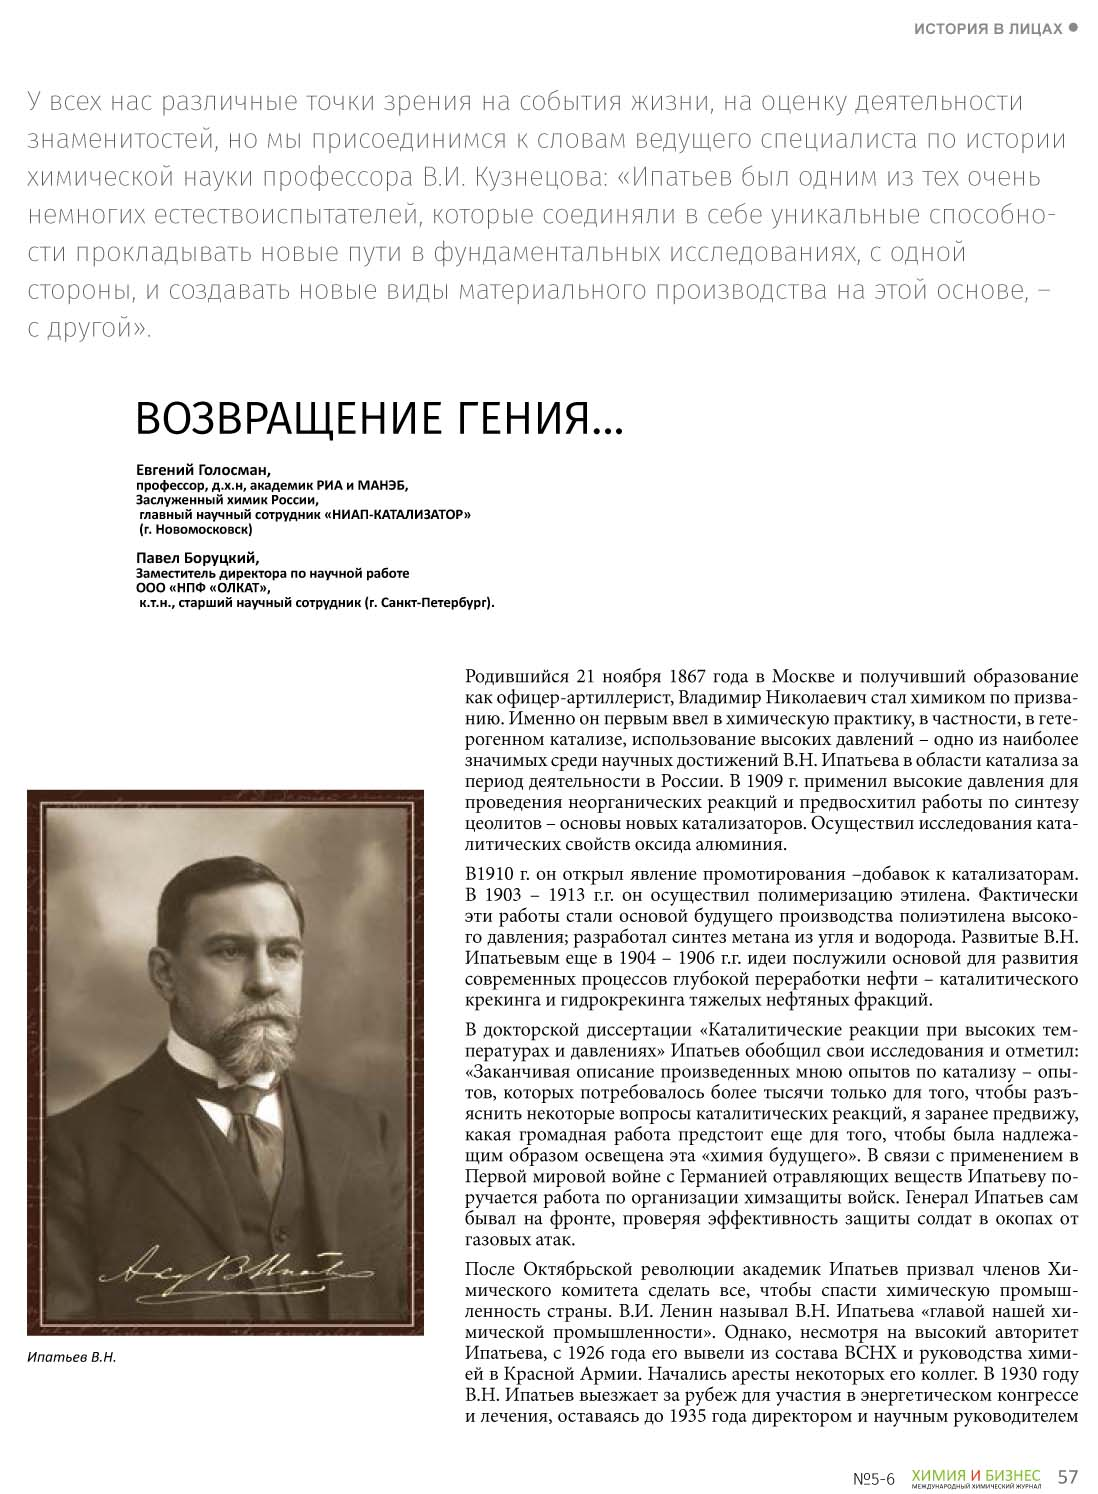 ИСТОРИЯ В ЛИЦАХ ●
У всех нас различные точки зрения на события жизни, на оценку деятельности
знаменитостей, но мы присоединимся к словам ведущего специалиста по истории
химической науки профессора В.И. Кузнецова: «Ипатьев был одним из тех очень
немногих естествоиспытателей, которые соединяли в себе уникальные способно-
сти прокладывать новые пути в фундаментальных исследованиях, с одной
стороны, и создавать новые виды материального производства на этой основе, –
с другой».
ВОЗВРАЩЕНИЕ ГЕНИЯ...
Евгений Голосман,
профессор, д.х.н, академик РИА и МАНЭБ,
Заслуженный химик России,
главный научный сотрудник «НИАП-КАТАЛИЗАТОР»
(г. Новомосковск)
Павел Боруцкий,
Заместитель директора по научной работе
ООО «НПФ «ОЛКАТ»,
к.т.н., старший научный сотрудник (г. Санкт-Петербург).
Родившийся 21 ноября 1867 года в Москве и получивший образование
как офицер-артиллерист, Владимир Николаевич стал химиком по призва-
нию. Именно он первым ввел в химическую практику, в частности, в гете-
рогенном катализе, использование высоких давлений – одно из наиболее
значимых среди научных достижений В.Н. Ипатьева в области катализа за
период деятельности в России. В 1909 г. применил высокие давления для
проведения неорганических реакций и предвосхитил работы по синтезу
цеолитов – основы новых катализаторов. Осуществил исследования ката-
литических свойств оксида алюминия.
В1910 г. он открыл явление промотирования –добавок к катализаторам.
В 1903 – 1913 г.г. он осуществил полимеризацию этилена. Фактически
эти работы стали основой будущего производства полиэтилена высоко-
го давления; разработал синтез метана из угля и водорода. Развитые В.Н.
Ипатьевым еще в 1904 – 1906 г.г. идеи послужили основой для развития
современных процессов глубокой переработки нефти – каталитического
крекинга и гидрокрекинга тяжелых нефтяных фракций.
В докторской диссертации «Каталитические реакции при высоких тем-
пературах и давлениях» Ипатьев обобщил свои исследования и отметил:
«Заканчивая описание произведенных мною опытов по катализу – опы-
тов, которых потребовалось более тысячи только для того, чтобы разъ-
яснить некоторые вопросы каталитических реакций, я заранее предвижу,
какая громадная работа предстоит еще для того, чтобы была надлежа-
щим образом освещена эта «химия будущего». В связи с применением в
Первой мировой войне с Германией отравляющих веществ Ипатьеву по-
ручается работа по организации химзащиты войск. Генерал Ипатьев сам
бывал на фронте, проверяя эффективность защиты солдат в окопах от
газовых атак.
После Октябрьской революции академик Ипатьев призвал членов Хи-
мического комитета сделать все, чтобы спасти химическую промыш-
ленность страны. В.И. Ленин называл В.Н. Ипатьева «главой нашей хи-
мической промышленности». Однако, несмотря на высокий авторитет
Ипатьева, с 1926 года его вывели из состава ВСНХ и руководства хими-
ей в Красной Армии. Начались аресты некоторых его коллег. В 1930 году
В.Н. Ипатьев выезжает за рубеж для участия в энергетическом конгрессе
и лечения, оставаясь до 1935 года директором и научным руководителем
Акад В Ипатьев
Ипатьев В.Н.
№5-6 ХИМИЯ И БИЗНЕС 57
МЕЖДУНАРОДНЫЙ ХИМИЧЕСКИЙ ЖУРНАЛ